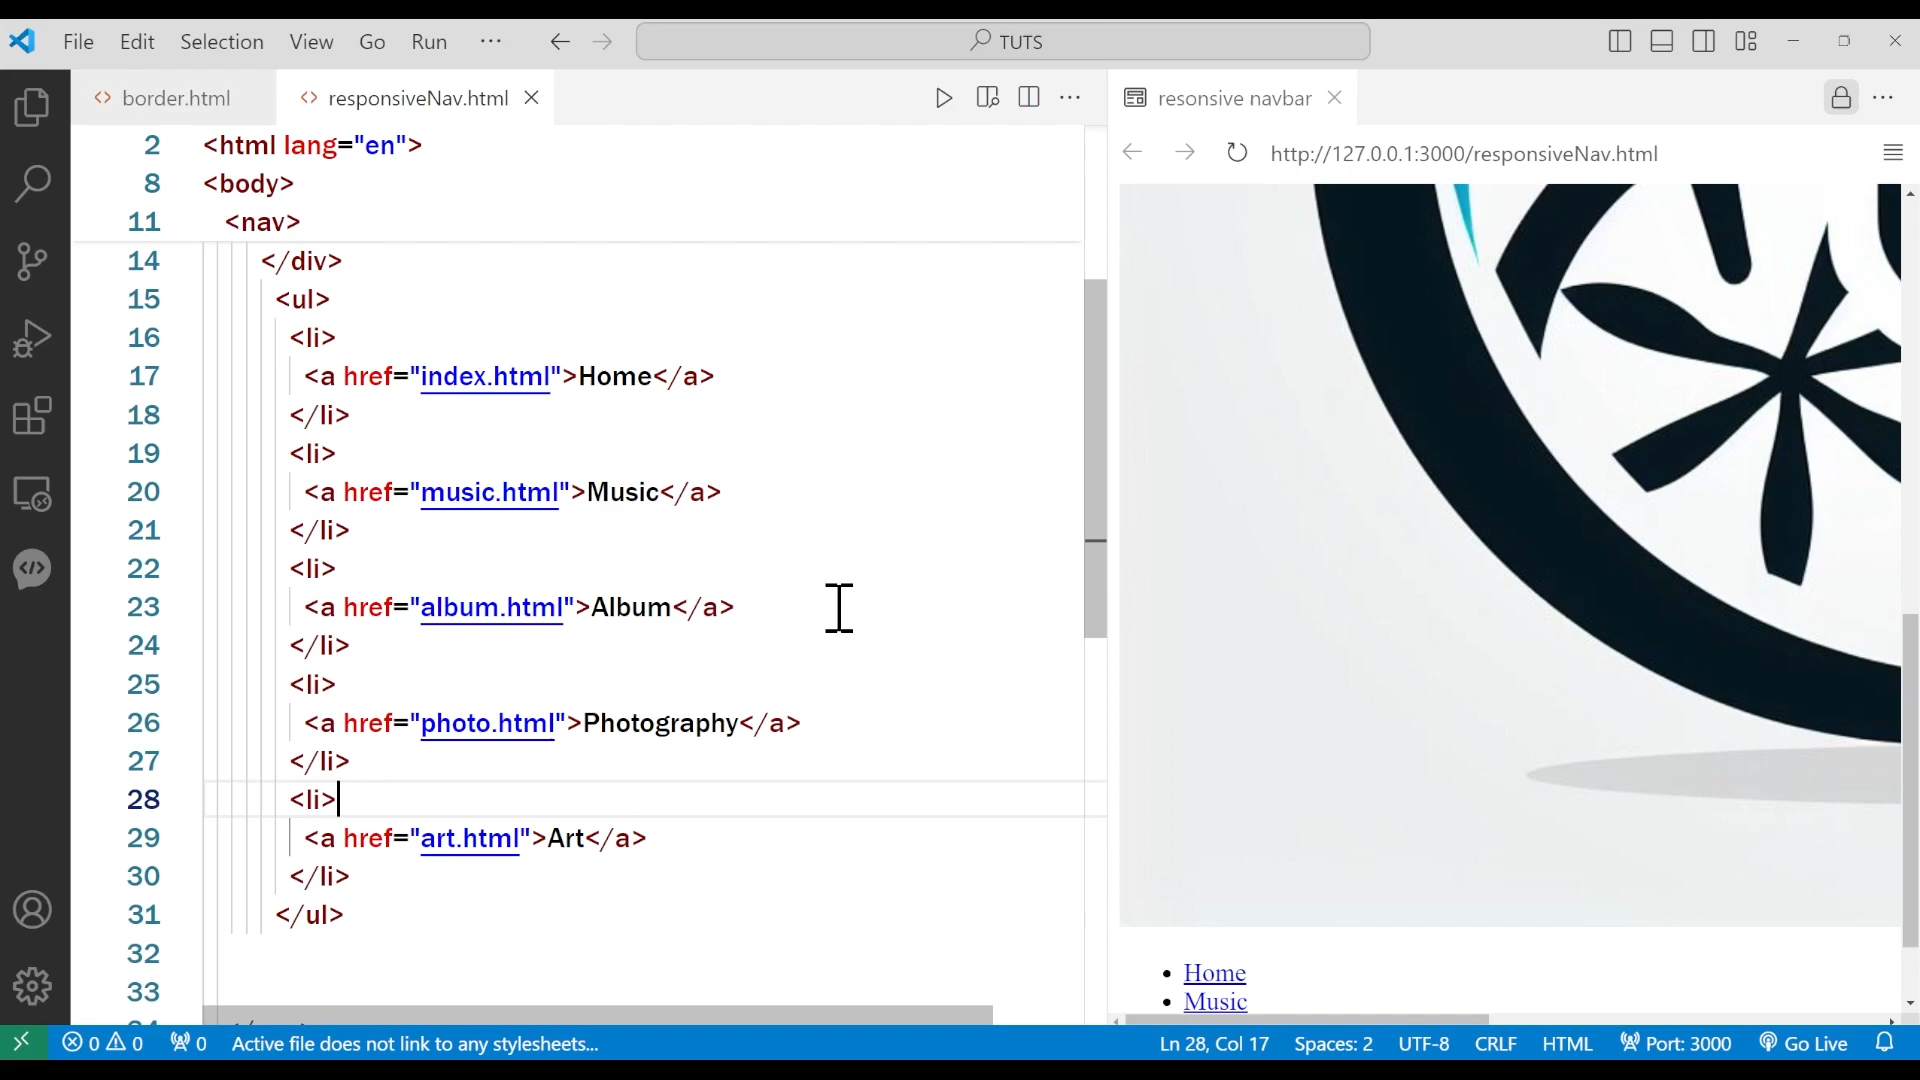 File Edit Selection View Go Run ··· TUTS
border.html responsiveNav.html
resonsive navbar
http://127.0.0.1:3000/responsiveNav.html
2 <html lang="en">
8 <body>
11 <nav>
14 </div>
15 <ul>
16 <li>
17 <a href="index.html">Home</a>
18 </li>
19 <li>
20 <a href="music.html">Music</a>
21 </li>
22 <li>
23 <a href="album.html">Album</a>
24 </li>
25 <li>
26 <a href="photo.html">Photography</a>
27 </li>
28 <li>
29 <a href="art.html">Art</a>
30 </li>
31 </ul>
32
33
• Home
• Music
0 0 0 Active file does not link to any stylesheets... Ln 28, Col 17 Spaces: 2 UTF-8 CRLF HTML Port: 3000 Go Live